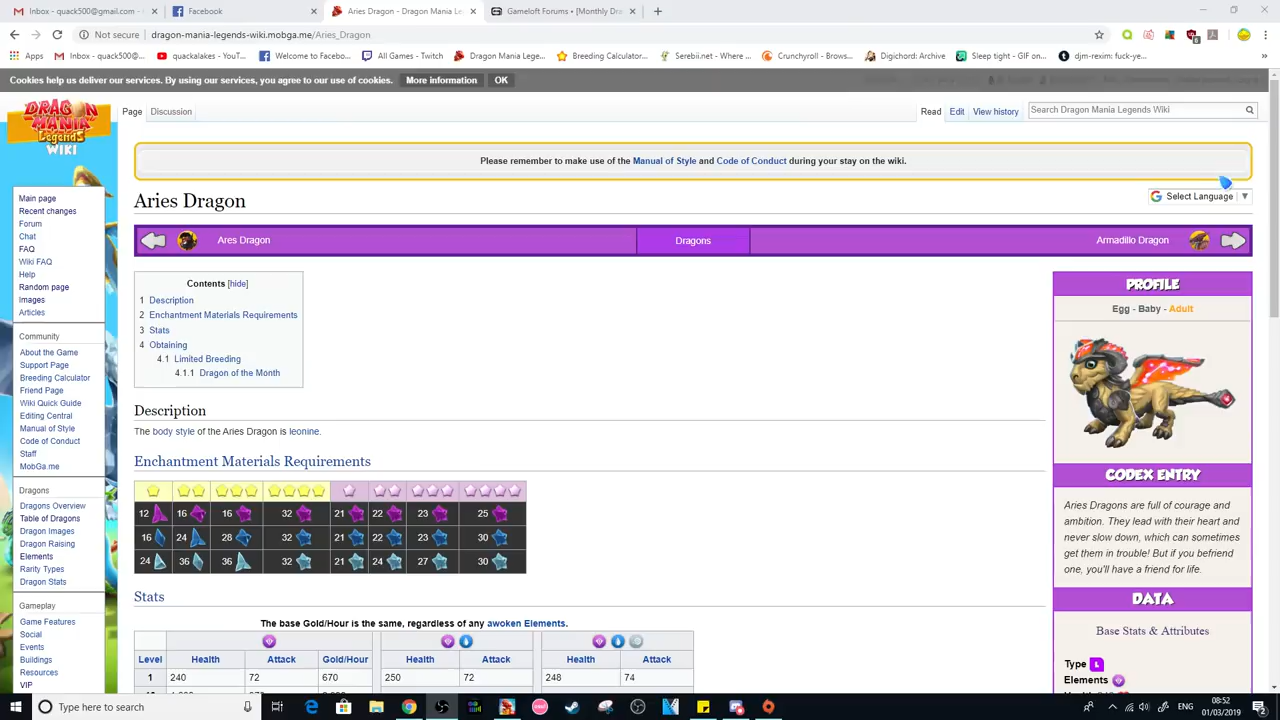 Inbox - quack500@gmail.com -
Facebook
Aries Dragon - Dragon Mania Leg
Gameloft Forums • [Monthly Dr
Not secure | dragon-mania-legends-wiki.mobga.me/Aries_Dragon
Apps
Inbox - quack500@gm...
quackalakes - YouT...
Welcome to Facebo...
All Games - Twitch
Dragon Mania Lege...
Breeding Calculator...
Serebii.net - Where ...
Crunchyroll - Brows...
Digichord: Archive
Sleep tight - GIF on...
djm-rexim: fuck-ye...
Cookies help us deliver our services. By using our services, you agree to our use of cookies.
More information
OK
DRAGON
MANIA
Legends
WIKI
Page
Discussion
Read
Edit
View history
Search Dragon Mania Legends Wiki
Please remember to make use of the Manual of Style and Code of Conduct during your stay on the wiki.
Aries Dragon
Select Language
Ares Dragon
Dragons
Armadillo Dragon
Main page
Recent changes
Forum
Chat
FAQ
Wiki FAQ
Help
Random page
Images
Articles
Community
About the Game
Support Page
Breeding Calculator
Friend Page
Wiki Quick Guide
Editing Central
Manual of Style
Code of Conduct
Staff
MobGa.me
Dragons
Dragons Overview
Table of Dragons
Dragon Images
Dragon Raising
Elements
Rarity Types
Dragon Stats
Gameplay
Game Features
Social
Events
Buildings
Resources
VIP
Contents [hide]
1 Description
2 Enchantment Materials Requirements
3 Stats
4 Obtaining
4.1 Limited Breeding
4.1.1 Dragon of the Month
Description
The body style of the Aries Dragon is leonine.
Enchantment Materials Requirements
12 16 16 32 21 22 23 25
16 24 28 32 21 22 23 30
24 36 36 32 21 24 27 30
Stats
The base Gold/Hour is the same, regardless of any awoken Elements.
Level Health Attack Gold/Hour Health Attack Health Attack
1 240 72 670 250 72 248 74
PROFILE
Egg - Baby - Adult
CODEX ENTRY
Aries Dragons are full of courage and
ambition. They lead with their heart and
never slow down, which can sometimes
get them in trouble! But if you befriend
one, you'll have a friend for life.
DATA
Base Stats & Attributes
Type L
Elements
Type here to search
ENG
08:52
01/03/2019